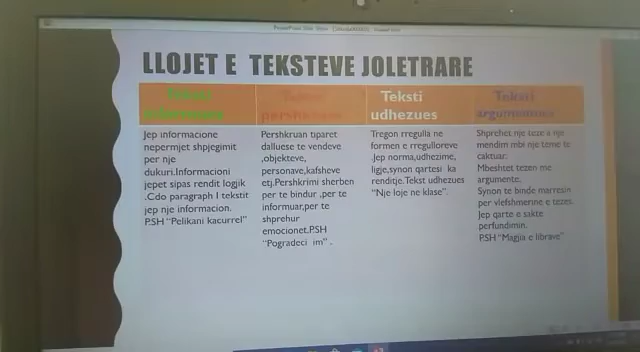 LLOJET E TEKSTEVE JOLETRARE
Teksti
Teksti
pershkrues
Teksti
udhezues
Teksti
argumentues
Jep informacione
nepermjet shpjegimit
per nje
dukuri.Informacioni
jepet sipas rendit logjik
.Cdo paragraph I tekstit
jep nje informacion.
P.SH “Pelikani kacurrel”
Pershkruan tiparet
dalluese te vendeve
,objekteve,
personave,kafsheve
etj.Pershkrimi sherben
per te bindur ,per te
informuar,per te
shprehur
emocionet.P.SH
“Pogradeci im” .
Tregon rregulla ne
formen e rregulloreve
.Jep norma,udhezime,
ligje,synon qartesi ka
renditje.Tekst udhezues
“Nje loje ne klase”.
Shprehet nje teze a nje
mendim mbi nje teme te
caktuar.
Mbeshtet tezen me
argumente.
Synon te binde marresin
per vlefshmerine e tezes.
Jep qarte e sakte
perfundimin.
P.SH “Magjia e librave”